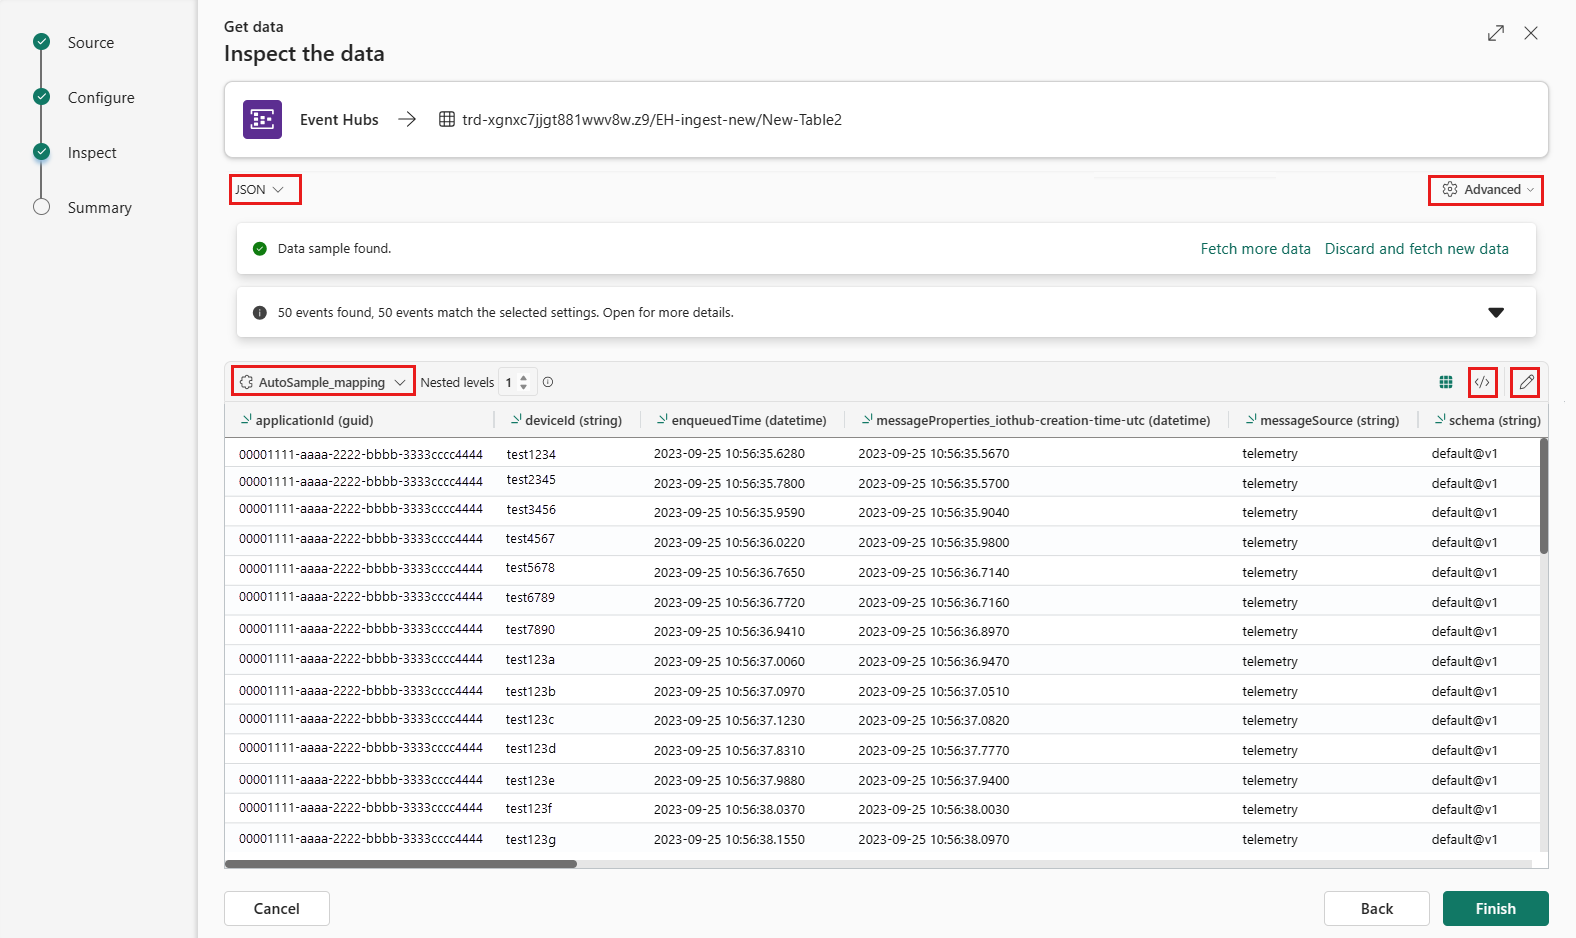 Source
Configure
Inspect
Summary
Get data
Inspect the data
Event Hubs trd-xgnxc7jjgt881wwv8w.z9/EH-ingest-new/New-Table2
JSON Advanced
Data sample found. Fetch more data Discard and fetch new data
50 events found, 50 events match the selected settings. Open for more details.
AutoSample_mapping Nested levels 1 </>
applicationId (guid) deviceId (string) enqueuedTime (datetime) messageProperties_iothub-creation-time-utc (datetime) messageSource (string) schema (string)
00001111-aaaa-2222-bbbb-3333cccc4444 test1234 2023-09-25 10:56:35.6280 2023-09-25 10:56:35.5670 telemetry default@v1
00001111-aaaa-2222-bbbb-3333cccc4444 test2345 2023-09-25 10:56:35.7800 2023-09-25 10:56:35.5700 telemetry default@v1
00001111-aaaa-2222-bbbb-3333cccc4444 test3456 2023-09-25 10:56:35.9590 2023-09-25 10:56:35.9040 telemetry default@v1
00001111-aaaa-2222-bbbb-3333cccc4444 test4567 2023-09-25 10:56:36.0220 2023-09-25 10:56:35.9800 telemetry default@v1
00001111-aaaa-2222-bbbb-3333cccc4444 test5678 2023-09-25 10:56:36.7650 2023-09-25 10:56:36.7140 telemetry default@v1
00001111-aaaa-2222-bbbb-3333cccc4444 test6789 2023-09-25 10:56:36.7720 2023-09-25 10:56:36.7160 telemetry default@v1
00001111-aaaa-2222-bbbb-3333cccc4444 test7890 2023-09-25 10:56:36.9410 2023-09-25 10:56:36.8970 telemetry default@v1
00001111-aaaa-2222-bbbb-3333cccc4444 test123a 2023-09-25 10:56:37.0060 2023-09-25 10:56:36.9470 telemetry default@v1
00001111-aaaa-2222-bbbb-3333cccc4444 test123b 2023-09-25 10:56:37.0970 2023-09-25 10:56:37.0510 telemetry default@v1
00001111-aaaa-2222-bbbb-3333cccc4444 test123c 2023-09-25 10:56:37.1230 2023-09-25 10:56:37.0820 telemetry default@v1
00001111-aaaa-2222-bbbb-3333cccc4444 test123d 2023-09-25 10:56:37.8310 2023-09-25 10:56:37.7770 telemetry default@v1
00001111-aaaa-2222-bbbb-3333cccc4444 test123e 2023-09-25 10:56:37.9880 2023-09-25 10:56:37.9400 telemetry default@v1
00001111-aaaa-2222-bbbb-3333cccc4444 test123f 2023-09-25 10:56:38.0370 2023-09-25 10:56:38.0030 telemetry default@v1
00001111-aaaa-2222-bbbb-3333cccc4444 test123g 2023-09-25 10:56:38.1550 2023-09-25 10:56:38.0970 telemetry default@v1
Cancel Back Finish